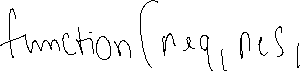 function(req, res,